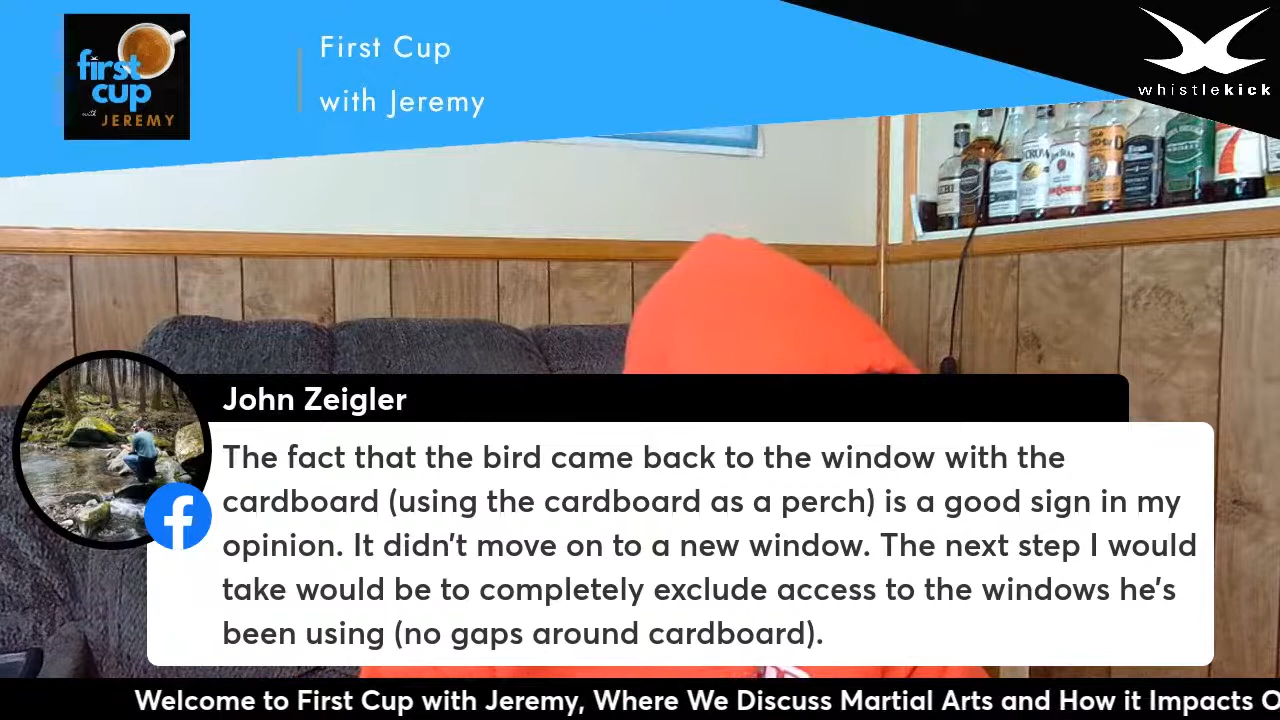 first
cup
with JEREMY
First Cup
with Jeremy
whistlekick
CROW
JIM BEAM
John Zeigler
The fact that the bird came back to the window with the
cardboard (using the cardboard as a perch) is a good sign in my
opinion. It didn't move on to a new window. The next step I would
take would be to completely exclude access to the windows he's
been using (no gaps around cardboard).
Welcome to First Cup with Jeremy, Where We Discuss Martial Arts and How it Impacts O